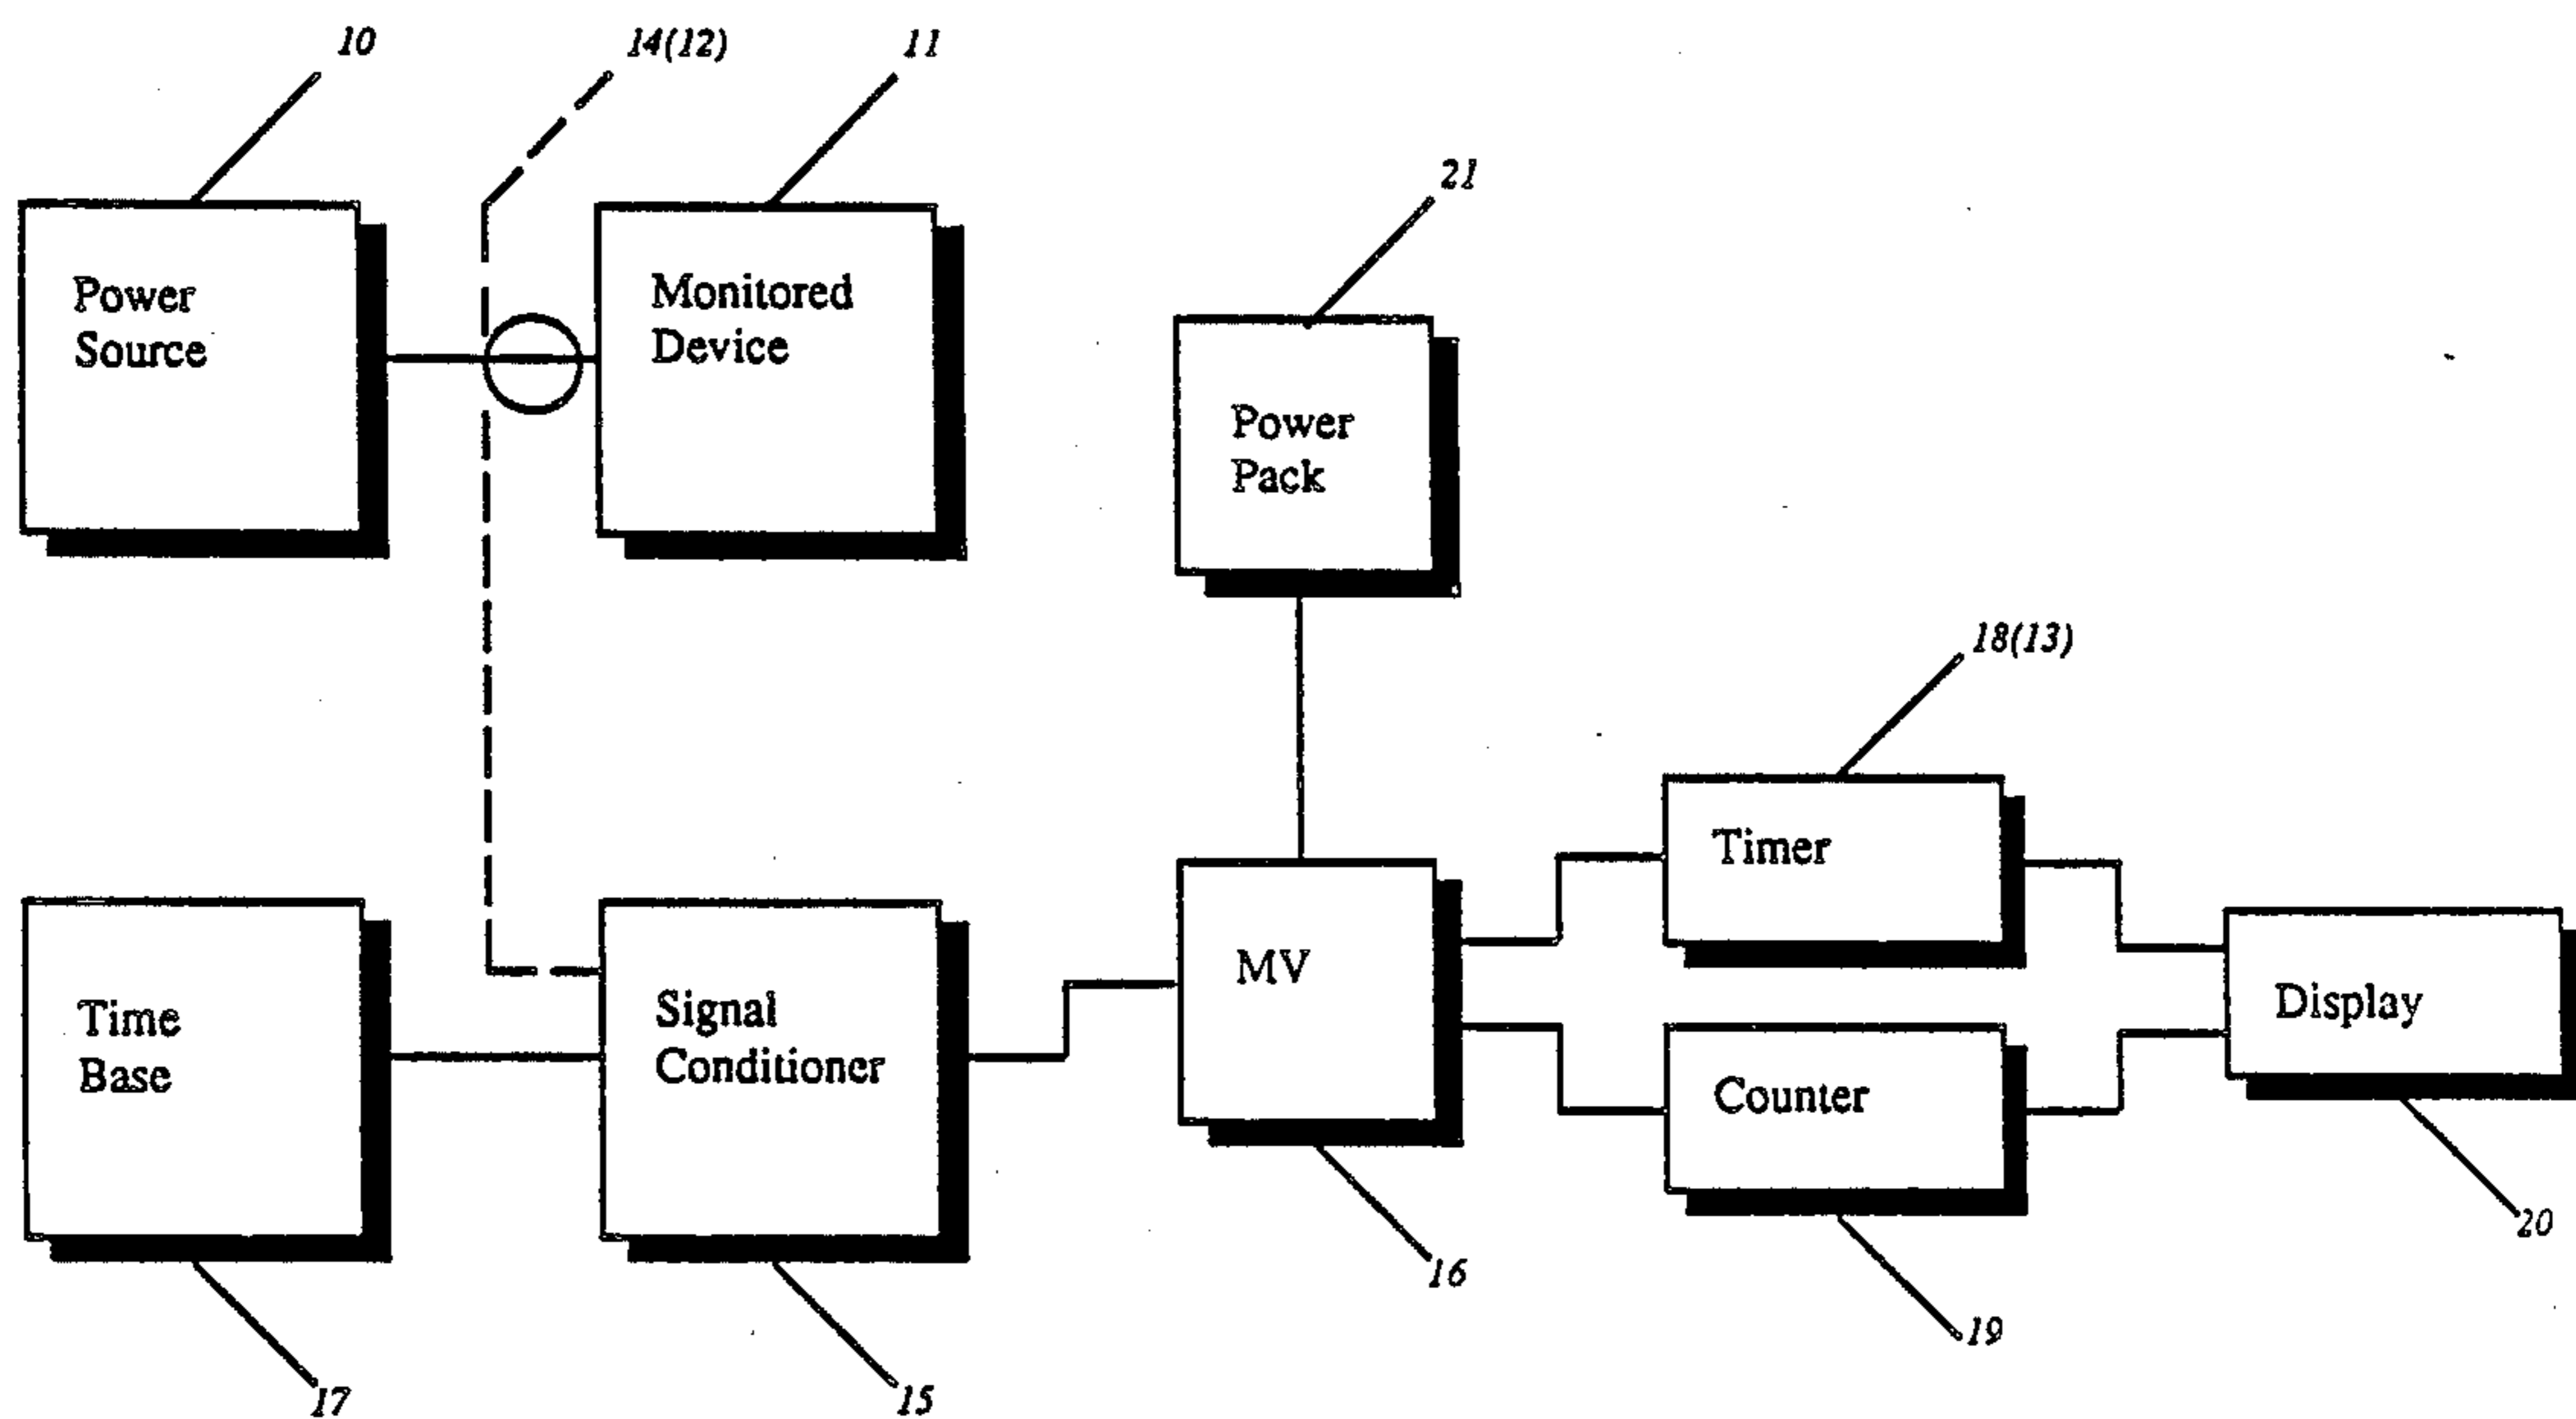 10
14(12)
11
21
Power
Source
Monitored
Device
Power
Pack
18(13)
Timer
MV
Display
Time
Base
Signal
Conditioner
Counter
20
16
19
17
15